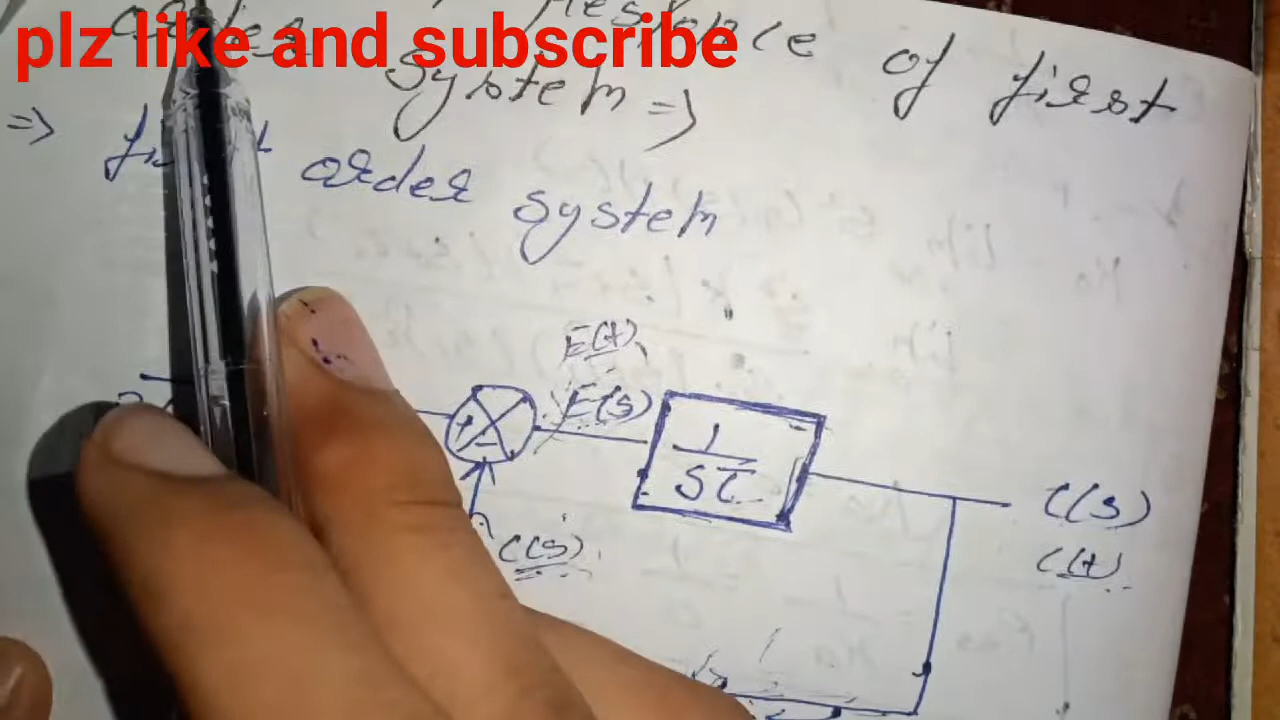 plz like and subscribe
of first
system =>
=> order system
E(t)
E(s)
+
-
1
sτ
C(s)
C(t)
C(s)